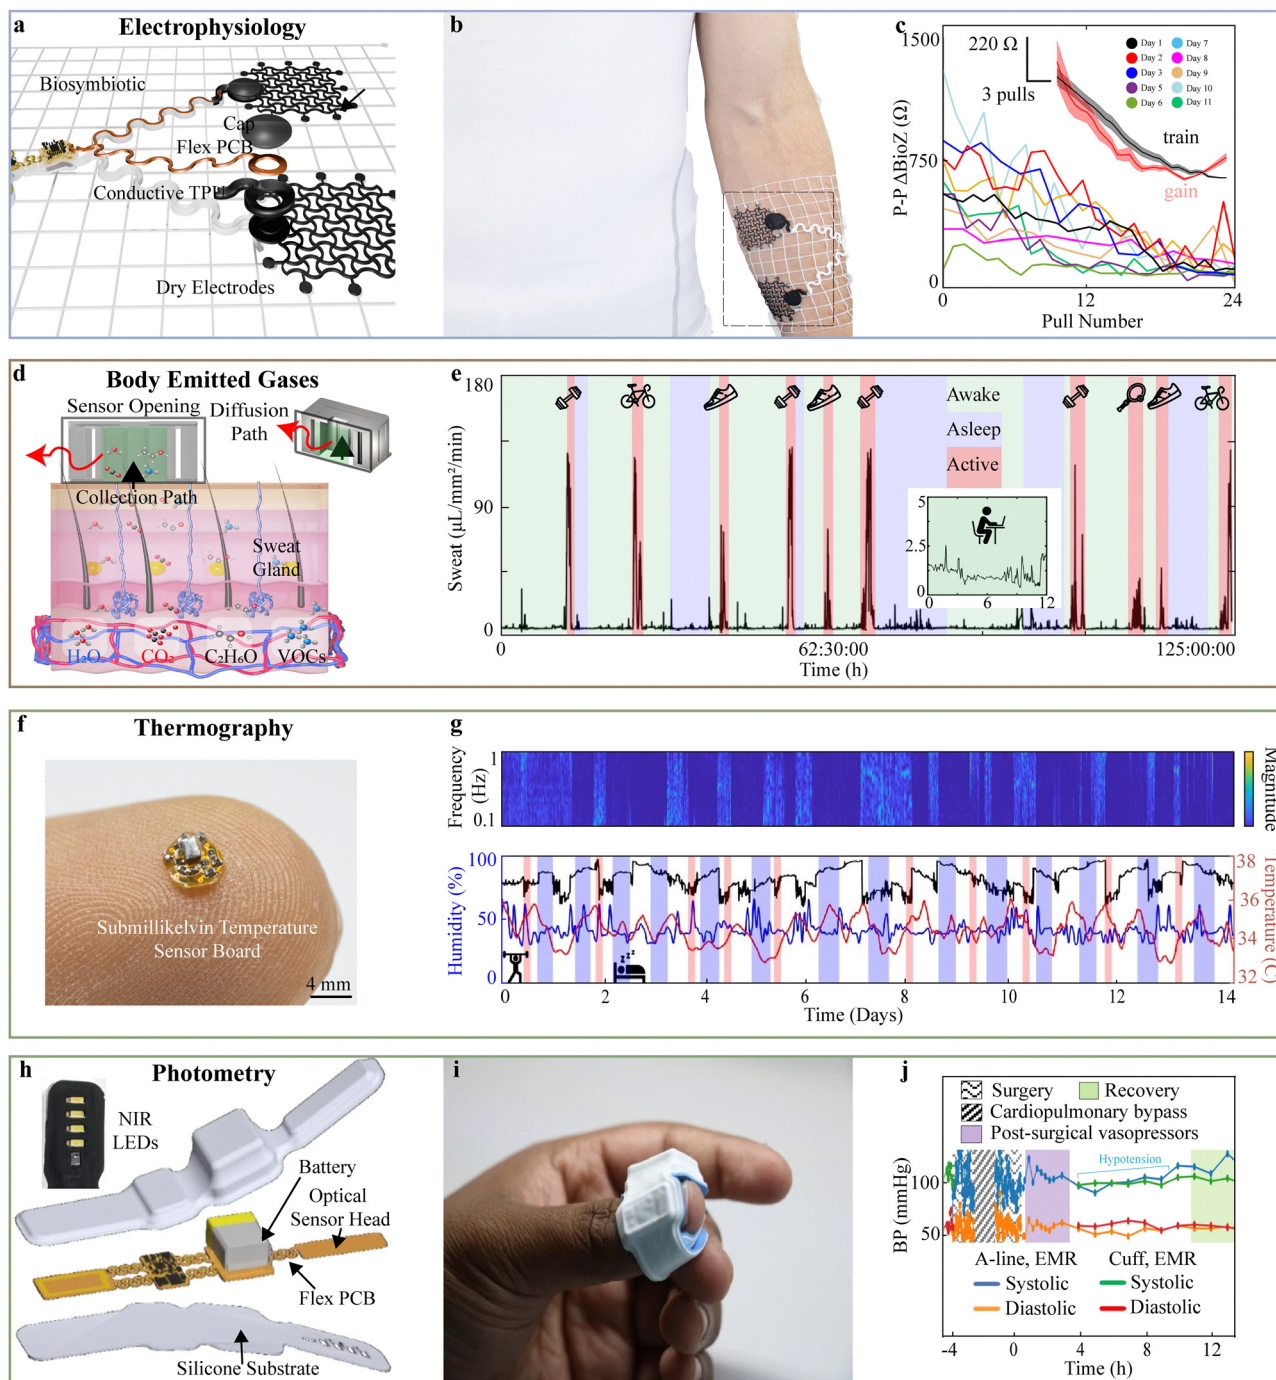 a
Electrophysiology
Biosymbiotic
Cap
Flex PCB
Conductive TPU
Dry Electrodes
b
c
1500
750
0
P-P ΔBioZ (Ω)
220 Ω
3 pulls
Day 1
Day 2
Day 3
Day 5
Day 6
Day 7
Day 8
Day 9
Day 10
Day 11
train
gain
0
12
24
Pull Number
d
Body Emitted Gases
Sensor Opening
Diffusion
Path
Collection Path
Sweat
Gland
H₂O
CO₂
C₂H₆O
VOCs
e
180
90
0
Sweat (μL/mm²/min)
Awake
Asleep
Active
5
2.5
0
0
6
12
0
62:30:00
125:00:00
Time (h)
f
Thermography
Submillikelvin Temperature
Sensor Board
4 mm
g
Frequency
(Hz)
1
0.1
Magnitude
100
50
0
Humidity (%)
38
36
34
32
Temperature (C)
0
2
4
6
8
10
12
14
Time (Days)
h
Photometry
NIR
LEDs
Battery
Optical
Sensor Head
Flex PCB
Silicone Substrate
i
j
Surgery
Recovery
Cardiopulmonary bypass
Post-surgical vasopressors
Hypotension
100
50
BP (mmHg)
A-line, EMR
Cuff, EMR
Systolic
Systolic
Diastolic
Diastolic
-4
0
4
8
12
Time (h)